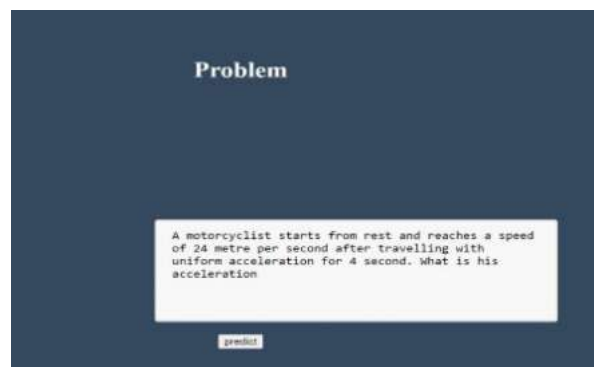 Problem
A motorcyclist starts from rest and reaches a speed
of 24 metre per second after travelling with
uniform acceleration for 4 second. What is his
acceleration
predict